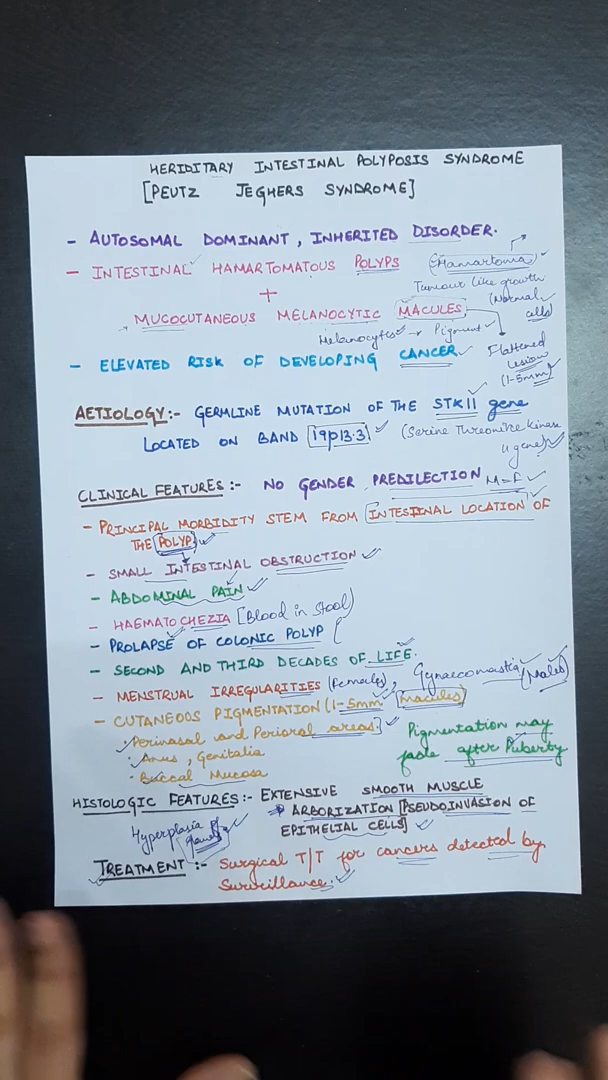 HERIDITARY INTESTINAL POLYPOSIS SYNDROME
[PEUTZ JEGHERS SYNDROME]
- AUTOSOMAL DOMINANT, INHERITED DISORDER.
- INTESTINAL HAMARTOMATOUS POLYPS (Hamartoma)
Tumour like growth
(Normal cells)
+
MUCOCUTANEOUS MELANOCYTIC MACULES
Melanocytes → Pigment
Flattened lesion (1-5mm)
- ELEVATED RISK OF DEVELOPING CANCER
AETIOLOGY:- GERMLINE MUTATION OF THE STK11 gene
LOCATED ON BAND 19p13.3 (Serine Threonine Kinase
11 gene)
CLINICAL FEATURES:- NO GENDER PREDILECTION M=F
- PRINCIPAL MORBIDITY STEM FROM INTESTINAL LOCATION OF
THE POLYP
- SMALL INTESTINAL OBSTRUCTION
- ABDOMINAL PAIN
- HAEMATOCHEZIA [Blood in stool)
- PROLAPSE OF COLONIC POLYP
- SECOND AND THIRD DECADES OF LIFE.
- MENSTRUAL IRREGULARITIES (Females), Gynaecomastia (Males)
- CUTANEOUS PIGMENTATION (1-5mm Macules)
Perinasal and Perioral areas.]
Anus, Genitalia
Buccal Mucosa
Pigmentation may
fade after Puberty
HISTOLOGIC FEATURES:- EXTENSIVE SMOOTH MUSCLE
ARBORIZATION [PSEUDOINVASION OF
EPITHELIAL CELLS]
Hyperplasia of
TREATMENT:- Surgical T/T for cancers detected by
Surveillance.